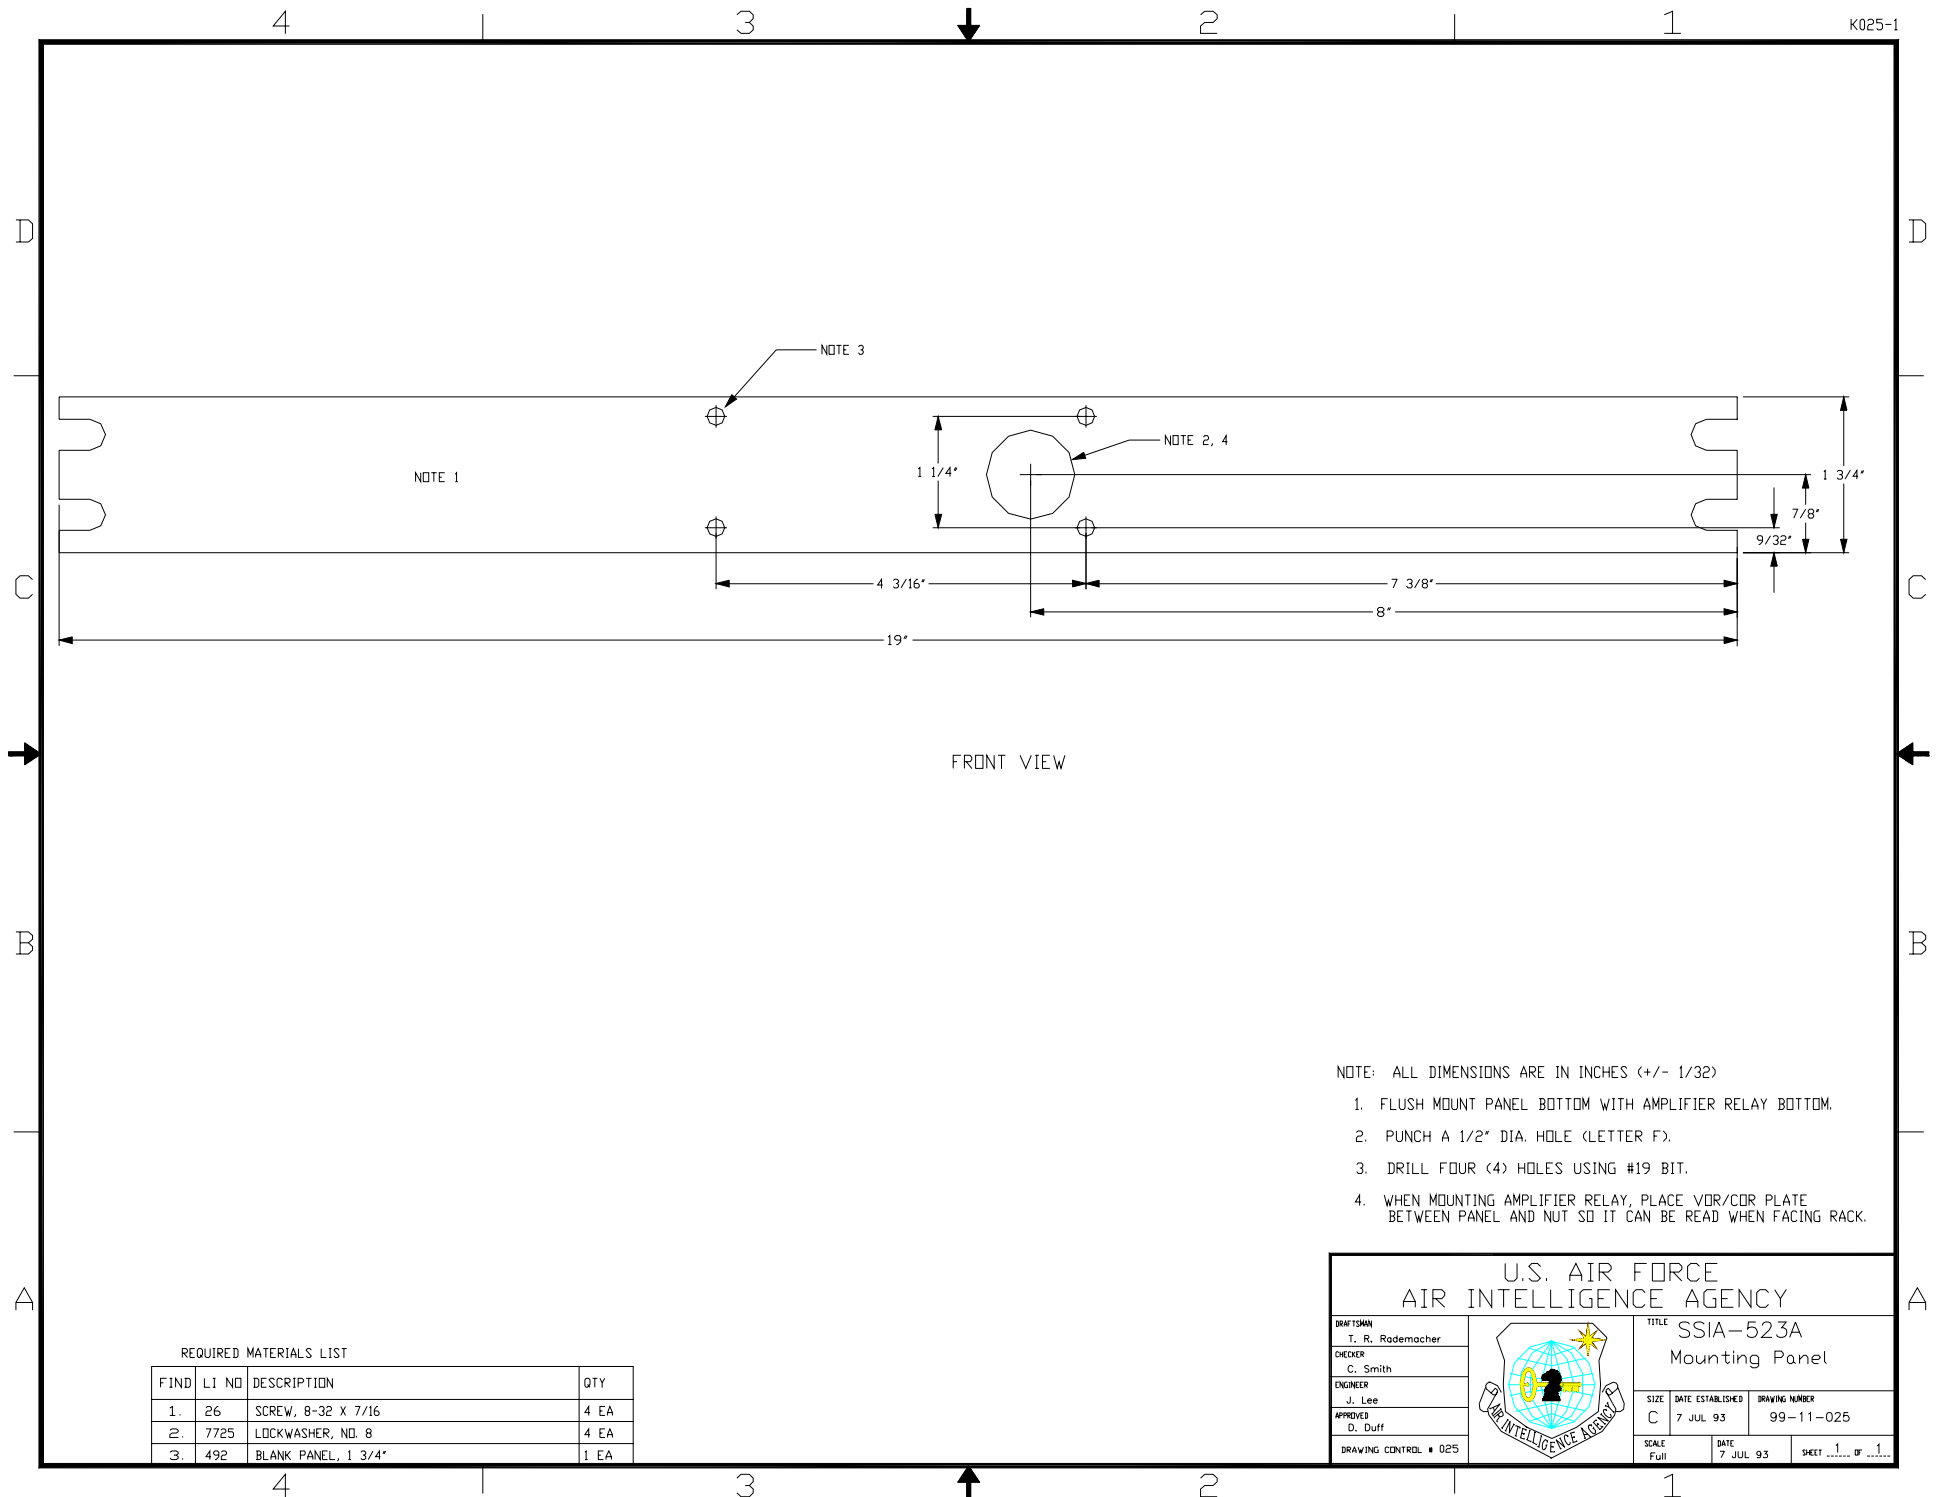 4 3 2 1 K025-1
D D
NOTE 3
NOTE 2, 4
NOTE 1
1 1/4"
1 3/4"
7/8"
9/32"
4 3/16"
7 3/8"
C C
8"
19"
FRONT VIEW
B B
NOTE: ALL DIMENSIONS ARE IN INCHES (+/- 1/32)
1. FLUSH MOUNT PANEL BOTTOM WITH AMPLIFIER RELAY BOTTOM.
2. PUNCH A 1/2" DIA. HOLE (LETTER F).
3. DRILL FOUR (4) HOLES USING #19 BIT.
4. WHEN MOUNTING AMPLIFIER RELAY, PLACE VOR/COR PLATE
BETWEEN PANEL AND NUT SO IT CAN BE READ WHEN FACING RACK.
A A
REQUIRED MATERIALS LIST
FIND LI NO DESCRIPTION QTY
1. 26 SCREW, 8-32 X 7/16 4 EA
2. 7725 LOCKWASHER, NO. 8 4 EA
3. 492 BLANK PANEL, 1 3/4" 1 EA
U.S. AIR FORCE
AIR INTELLIGENCE AGENCY
DRAFTSMAN
T. R. Rademacher
CHECKER
C. Smith
ENGINEER
J. Lee
APPROVED
D. Duff
DRAWING CONTROL # 025
AIR INTELLIGENCE AGENCY
TITLE SSIA-523A
Mounting Panel
SIZE DATE ESTABLISHED DRAWING NUMBER
C 7 JUL 93 99-11-025
SCALE DATE
Full 7 JUL 93 SHEET 1 OF 1
4 3 2 1